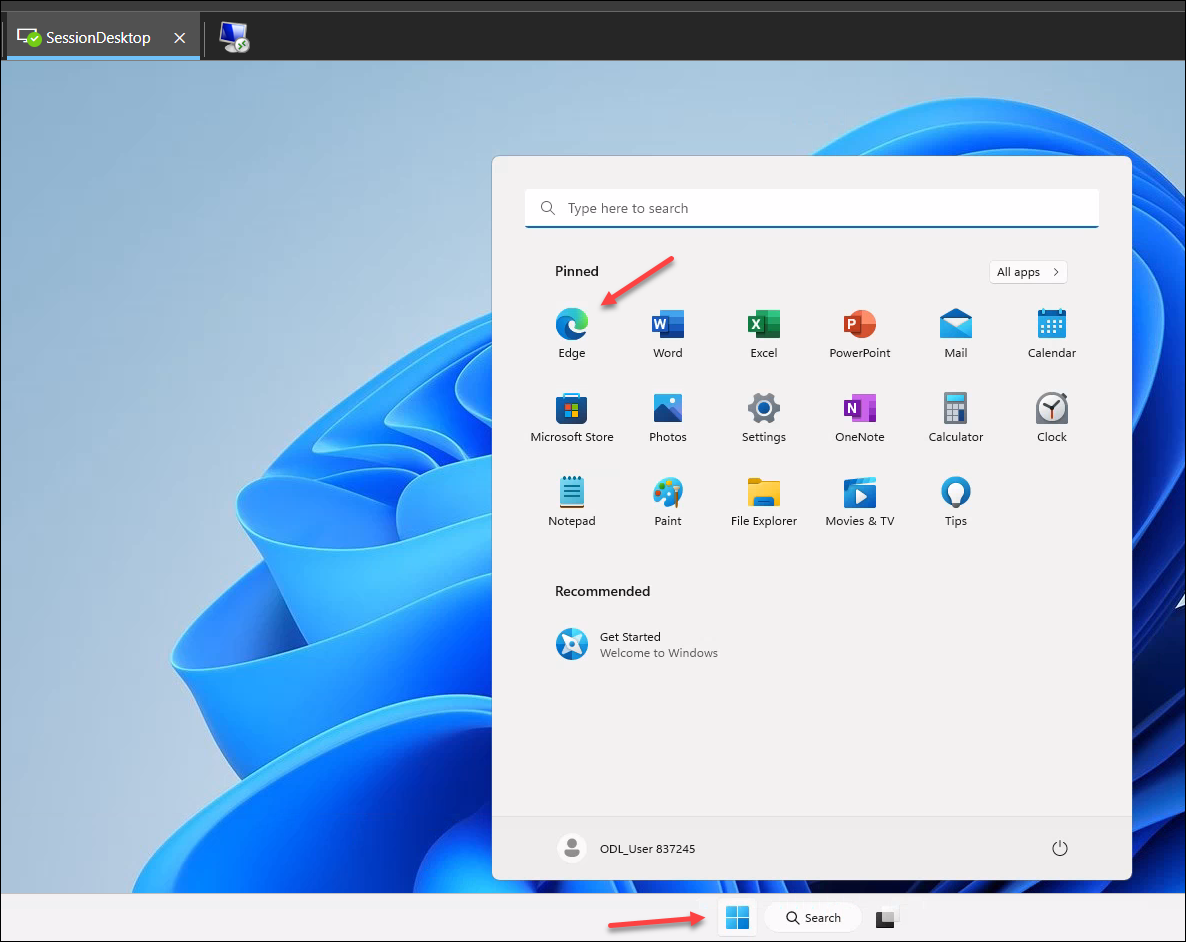 SessionDesktop
Type here to search
Pinned
All apps
Edge
Word
Excel
PowerPoint
Mail
Calendar
Microsoft Store
Photos
Settings
OneNote
Calculator
Clock
Notepad
Paint
File Explorer
Movies & TV
Tips
Recommended
Get Started
Welcome to Windows
ODL_User 837245
Search